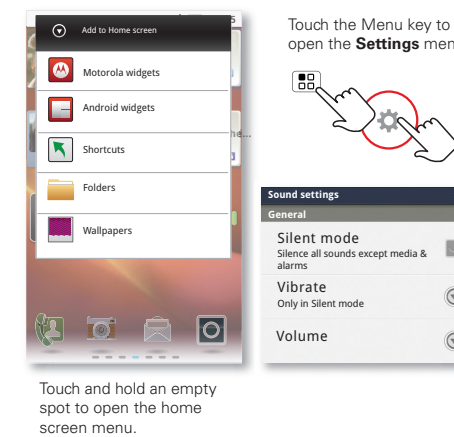 5
Add to Home screen
Motorola widgets
Android widgets
he...
Shortcuts
Folders
Wallpapers
Touch and hold an empty
spot to open the home
screen menu.
Touch the Menu key to
open the Settings
Sound settings
General
Silent mode
Silence all sounds except media &
alarms
Vibrate
Only in Silent mode
Volume